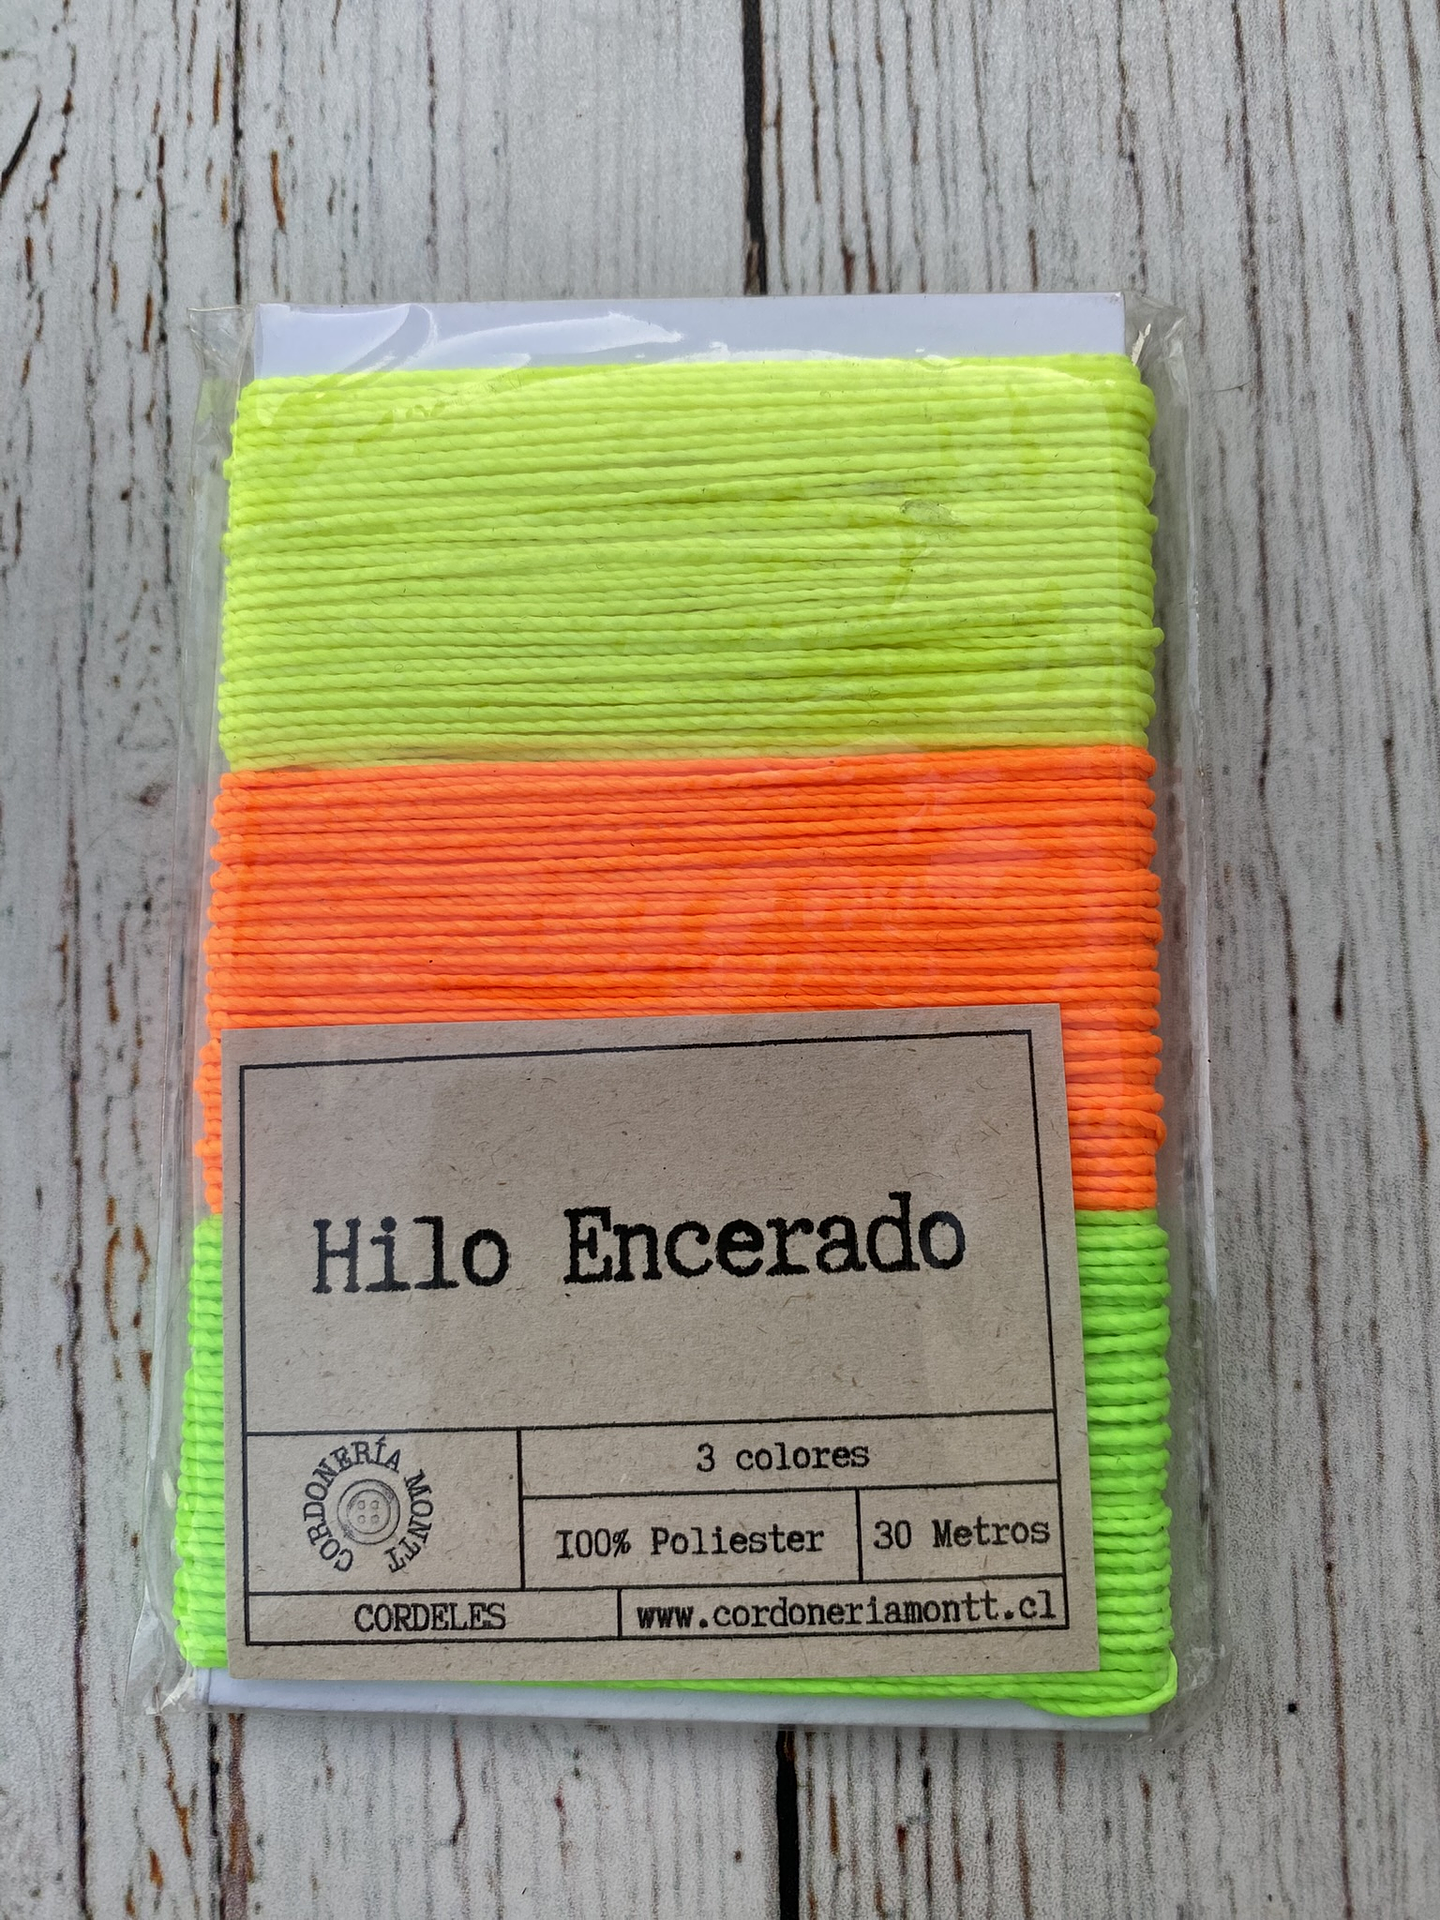 Hilo Encerado
CORDONERÍA MONTT
3 colores
100% Poliester
30 Metros
CORDELES
www.cordoneriamontt.cl